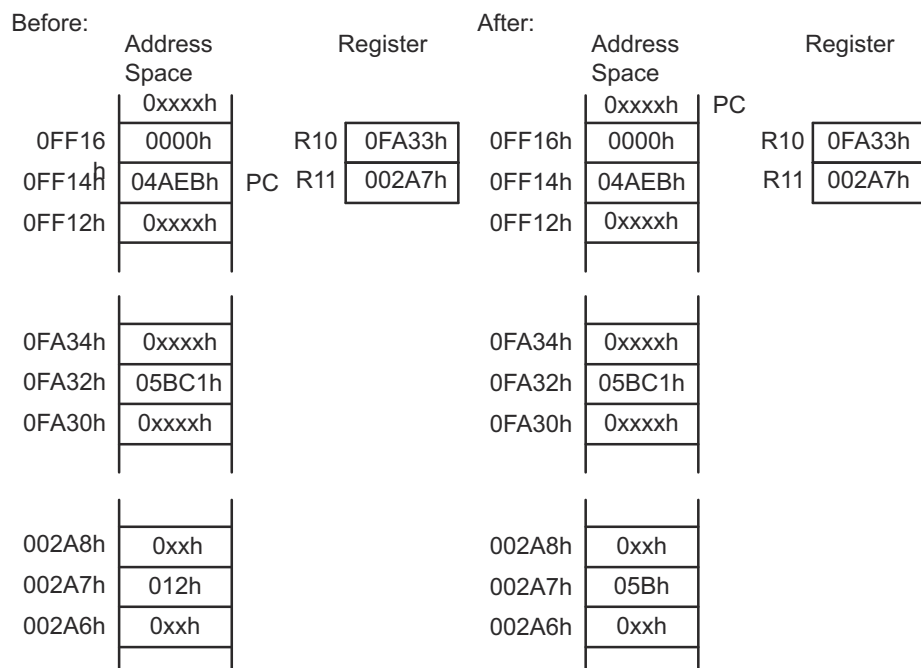 Before:
Address
Space
Register
0xxxxh
0FF16
h
0000h
R10
0FA33h
0FF14h
04AEBh
PC
R11
002A7h
0FF12h
0xxxxh
0FA34h
0xxxxh
0FA32h
05BC1h
0FA30h
0xxxxh
002A8h
0xxh
002A7h
012h
002A6h
0xxh
After:
Address
Space
Register
0xxxxh
PC
0FF16h
0000h
R10
0FA33h
0FF14h
04AEBh
R11
002A7h
0FF12h
0xxxxh
0FA34h
0xxxxh
0FA32h
05BC1h
0FA30h
0xxxxh
002A8h
0xxh
002A7h
05Bh
002A6h
0xxh